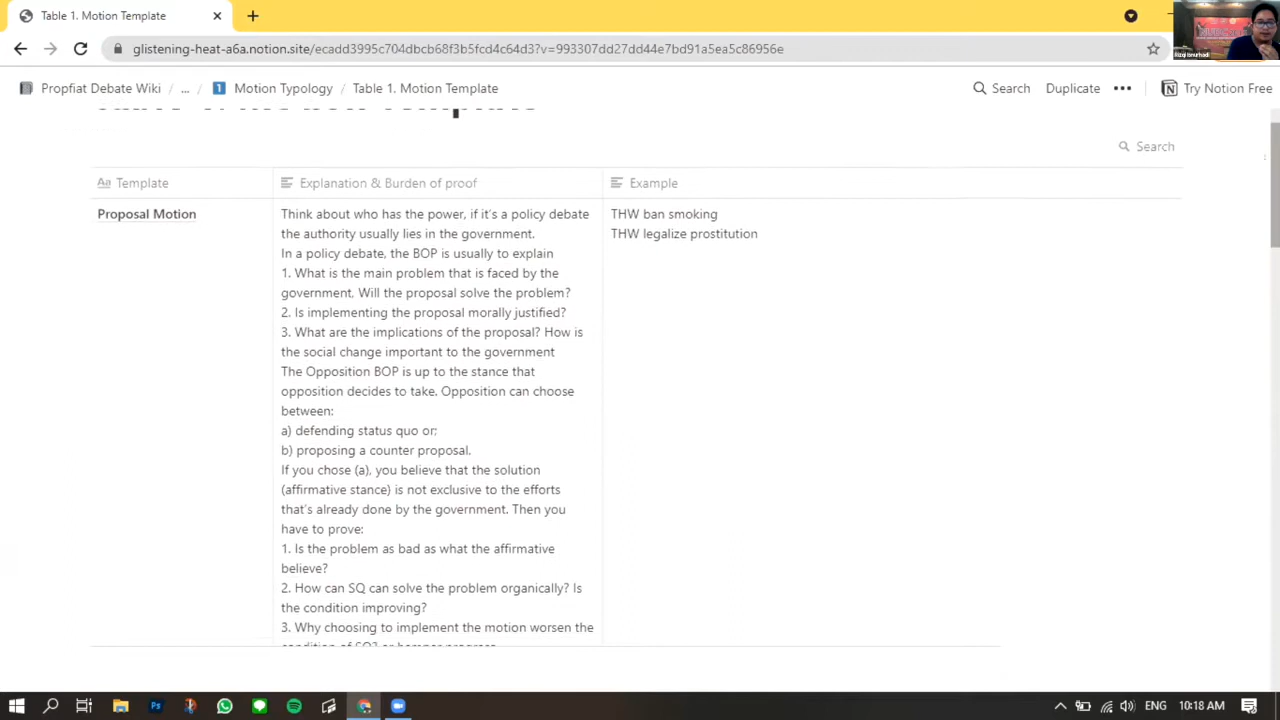 Table 1. Motion Template
glistening-heat-a6a.notion.site/ecadd3995c704dbcb68f3b5fcd4c64d3?v=993307dd27dd44e7bd91a5ea5c86956e
Propfiat Debate Wiki / ... / 1 Motion Typology / Table 1. Motion Template
Search Duplicate ••• Try Notion Free
Search
Aa Template Explanation & Burden of proof Example
Proposal Motion
Think about who has the power, if it's a policy debate
the authority usually lies in the government.
In a policy debate, the BOP is usually to explain
1. What is the main problem that is faced by the
government. Will the proposal solve the problem?
2. Is implementing the proposal morally justified?
3. What are the implications of the proposal? How is
the social change important to the government
The Opposition BOP is up to the stance that
opposition decides to take. Opposition can choose
between:
a) defending status quo or;
b) proposing a counter proposal.
If you chose (a), you believe that the solution
(affirmative stance) is not exclusive to the efforts
that's already done by the government. Then you
have to prove:
1. Is the problem as bad as what the affirmative
believe?
2. How can SQ can solve the problem organically? Is
the condition improving?
3. Why choosing to implement the motion worsen the
condition of SQ? or hamper progress
THW ban smoking
THW legalize prostitution
ENG 10:18 AM